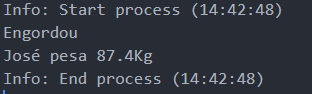 Info: Start process (14:42:48)
Engordou
José pesa 87.4Kg
Info: End process (14:42:48)